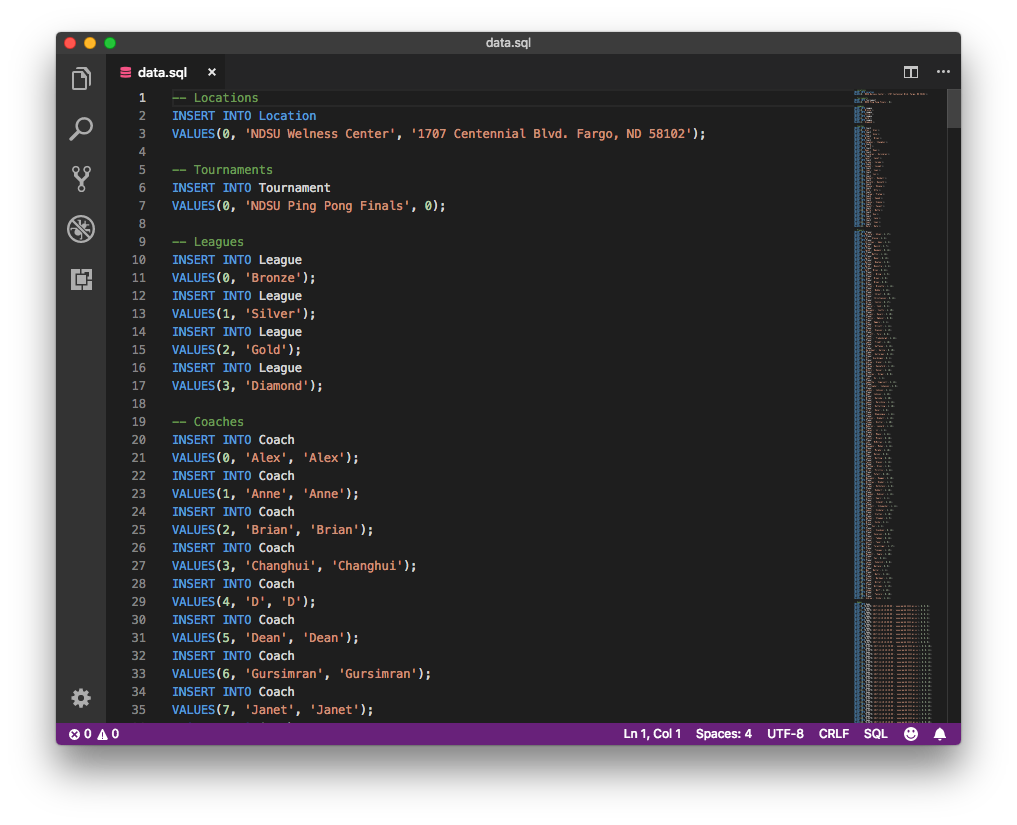 data.sql
data.sql ×
1 -- Locations
2 INSERT INTO Location
3 VALUES(0, 'NDSU Welness Center', '1707 Centennial Blvd. Fargo, ND 58102');
4
5 -- Tournaments
6 INSERT INTO Tournament
7 VALUES(0, 'NDSU Ping Pong Finals', 0);
8
9 -- Leagues
10 INSERT INTO League
11 VALUES(0, 'Bronze');
12 INSERT INTO League
13 VALUES(1, 'Silver');
14 INSERT INTO League
15 VALUES(2, 'Gold');
16 INSERT INTO League
17 VALUES(3, 'Diamond');
18
19 -- Coaches
20 INSERT INTO Coach
21 VALUES(0, 'Alex', 'Alex');
22 INSERT INTO Coach
23 VALUES(1, 'Anne', 'Anne');
24 INSERT INTO Coach
25 VALUES(2, 'Brian', 'Brian');
26 INSERT INTO Coach
27 VALUES(3, 'Changhui', 'Changhui');
28 INSERT INTO Coach
29 VALUES(4, 'D', 'D');
30 INSERT INTO Coach
31 VALUES(5, 'Dean', 'Dean');
32 INSERT INTO Coach
33 VALUES(6, 'Gursimran', 'Gursimran');
34 INSERT INTO Coach
35 VALUES(7, 'Janet', 'Janet');
0 0 Ln 1, Col 1 Spaces: 4 UTF-8 CRLF SQL